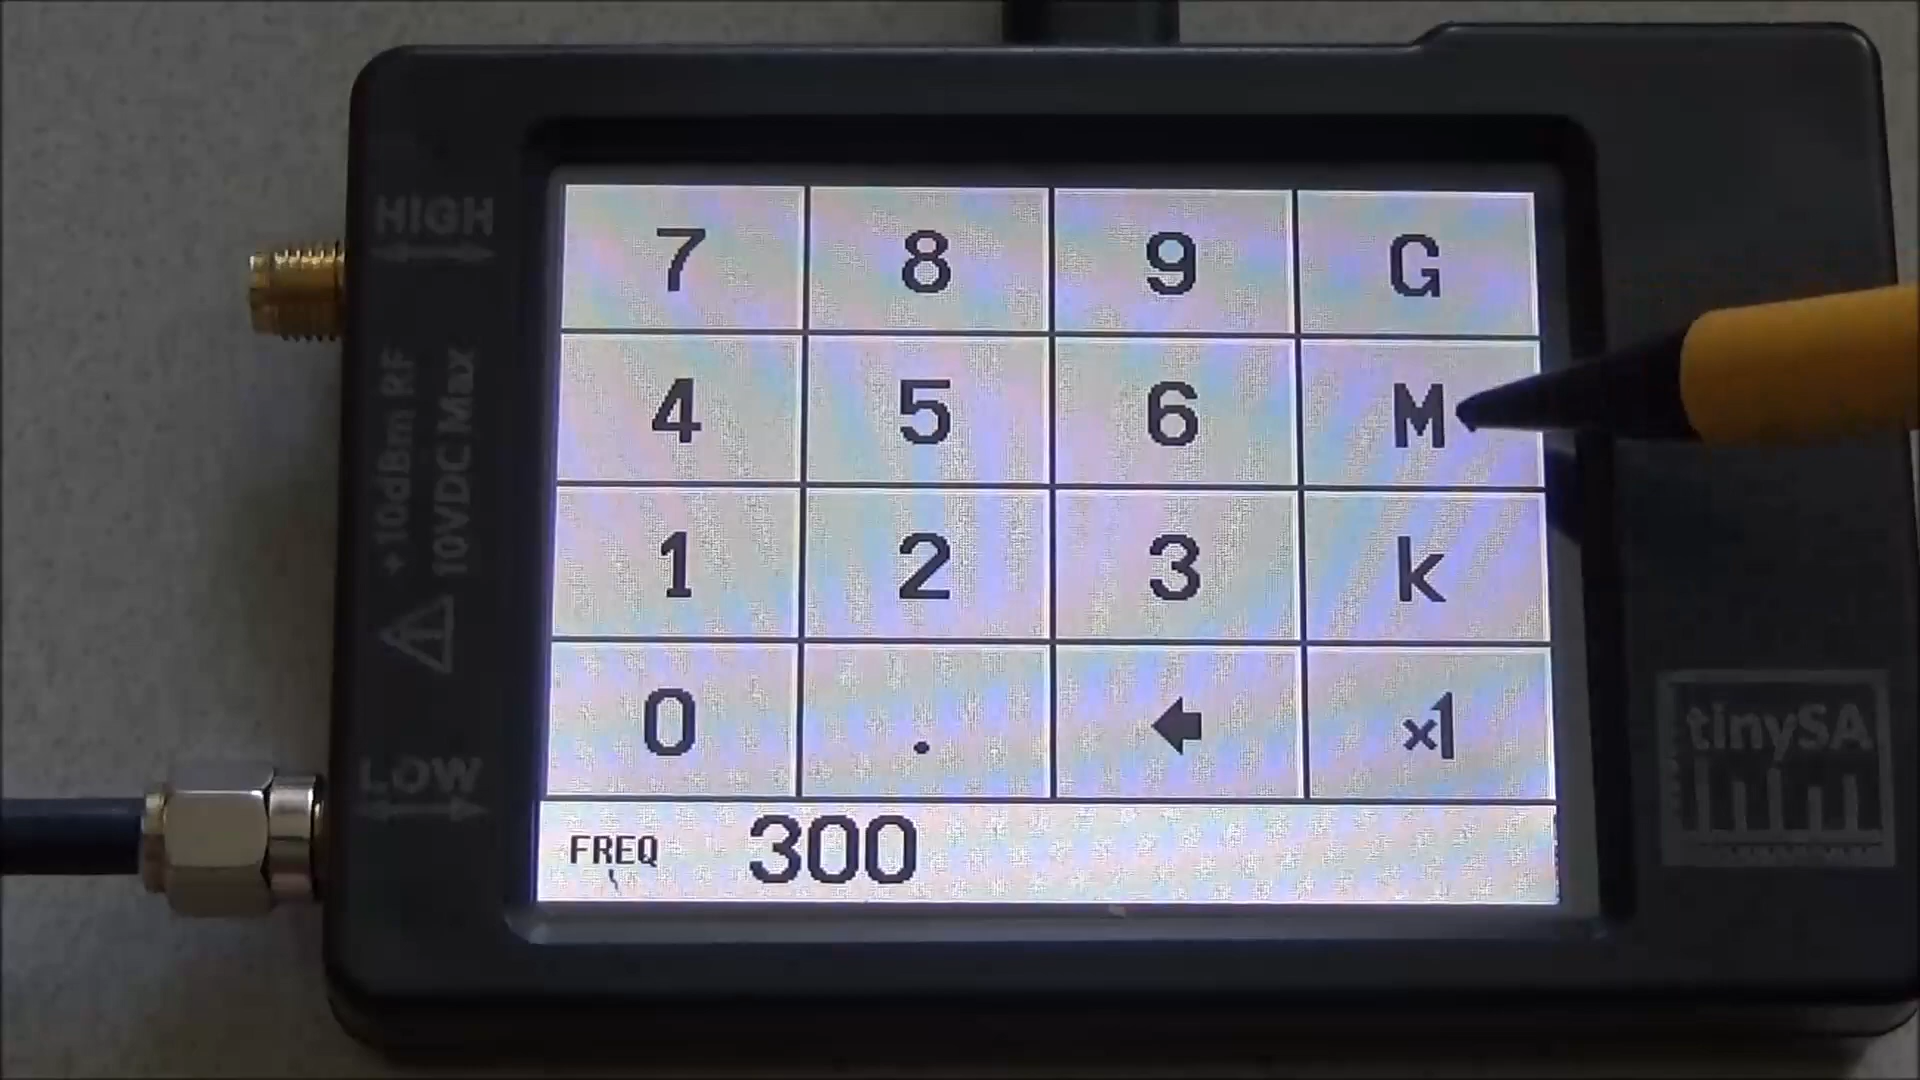 HIGH
+10dBm RF
10VDC Max
LOW
7 8 9 G
4 5 6 M
1 2 3 k
0 . ×1
FREQ 300
tinySA